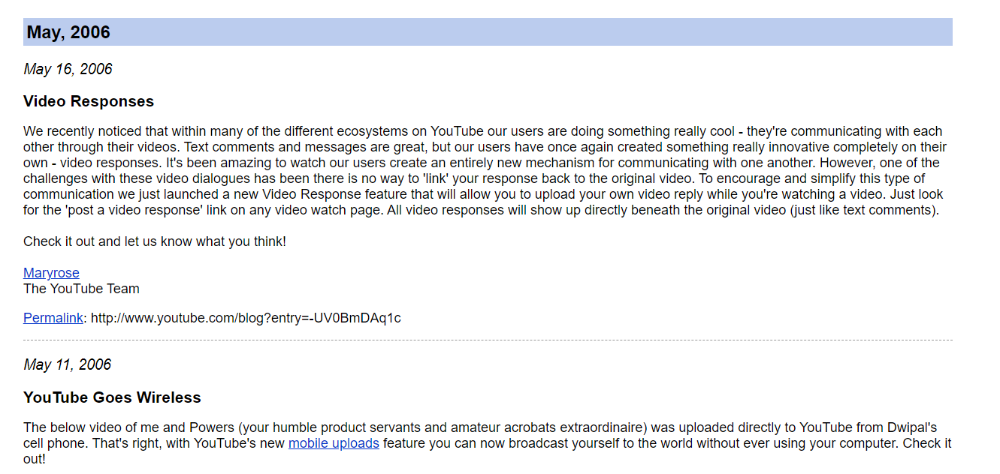 May, 2006
May 16, 2006
Video Responses
We recently noticed that within many of the different ecosystems on YouTube our users are doing something really cool - they're communicating with each
other through their videos. Text comments and messages are great, but our users have once again created something really innovative completely on their
own - video responses. It's been amazing to watch our users create an entirely new mechanism for communicating with one another. However, one of the
challenges with these video dialogues has been there is no way to 'link' your response back to the original video. To encourage and simplify this type of
communication we just launched a new Video Response feature that will allow you to upload your own video reply while you're watching a video. Just look
for the 'post a video response' link on any video watch page. All video responses will show up directly beneath the original video (just like text comments).
Check it out and let us know what you think!
Maryrose
The YouTube Team
Permalink: http://www.youtube.com/blog?entry=-UV0BmDAq1c
May 11, 2006
YouTube Goes Wireless
The below video of me and Powers (your humble product servants and amateur acrobats extraordinaire) was uploaded directly to YouTube from Dwipal's
cell phone. That's right, with YouTube's new mobile uploads feature you can now broadcast yourself to the world without ever using your computer. Check it
out!